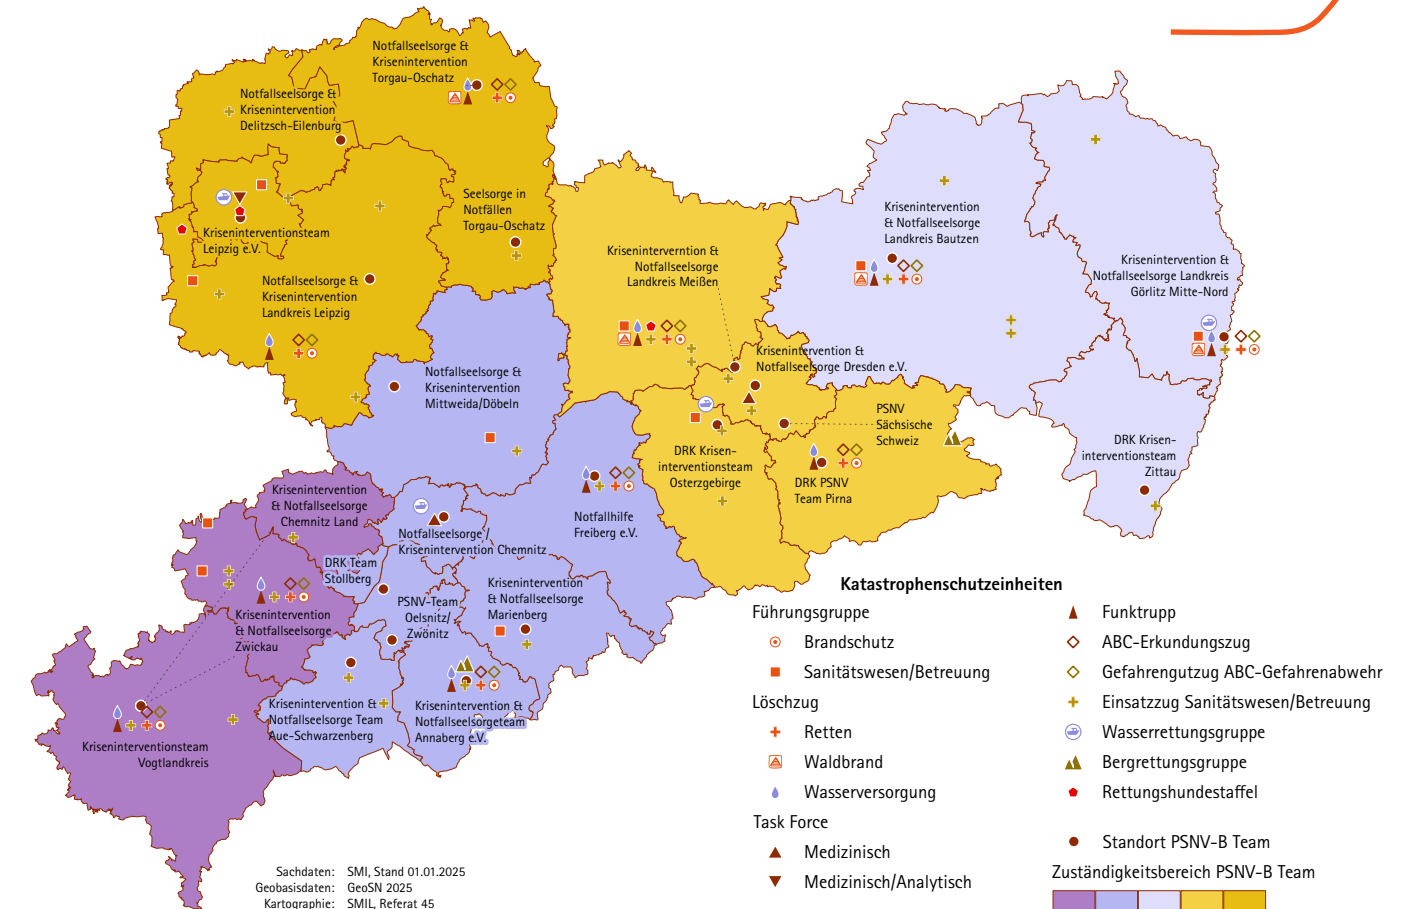 Notfallseelsorge &
Krisenintervention
Torgau-Oschatz
Notfallseelsorge &
Krisenintervention
Delitzsch-Eilenburg
Seelsorge in
Notfällen
Torgau-Oschatz
Kriseninterventionsteam
Leipzig e.V.
Notfallseelsorge &
Krisenintervention
Landkreis Leipzig
Krisenintervention
& Notfallseelsorge
Landkreis Bautzen
Kriseninterverntion &
Notfallseelsorge
Landkreis Meißen
Krisenintervention &
Notfallseelsorge Landkreis
Görlitz Mitte-Nord
Krisenintervention &
Notfallseelsorge Dresden e.V.
Notfallseelsorge &
Krisenintervention
Mittweida/Döbeln
PSNV
Sächsische
Schweiz
DRK Krisen-
interventionsteam
Osterzgebirge
DRK PSNV
Team Pirna
DRK Krisen-
interventionsteam
Zittau
Krisenintervention
& Notfallseelsorge
Chemnitz Land
Notfallhilfe
Freiberg e.V.
Notfallseelsorge/
Krisenintervention Chemnitz
DRK Team
Stollberg
Krisenintervention
& Notfallseelsorge
Marienberg
PSNV-Team
Oelsnitz/
Zwönitz
Krisenintervention
& Notfallseelsorge
Zwickau
Krisenintervention &
Notfallseelsorge Team
Aue-Schwarzenberg
Krisenintervention &
Notfallseelsorgeteam
Annaberg e.V.
Kriseninterventionsteam
Vogtlandkreis
Katastrophenschutzeinheiten
Führungsgruppe
Brandschutz
Sanitätswesen/Betreuung
Löschzug
Retten
Waldbrand
Wasserversorgung
Task Force
Medizinisch
Medizinisch/Analytisch
Funktrupp
ABC-Erkundungszug
Gefahrengutzug ABC-Gefahrenabwehr
Einsatzzug Sanitätswesen/Betreuung
Wasserrettungsgruppe
Bergrettungsgruppe
Rettungshundestaffel
Standort PSNV-B Team
Zuständigkeitsbereich PSNV-B Team
Sachdaten: SMI, Stand 01.01.2025
Geobasisdaten: GeoSN 2025
Kartographie: SMIL, Referat 45